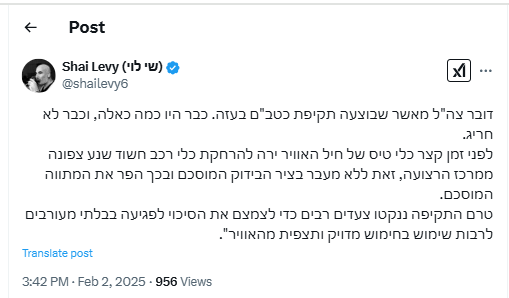 Post
Shai Levy (שי לוי)
@shailevy6
דובר צה"ל מאשר שבוצעה תקיפת כטב"ם בעזה. כבר היו כמה כאלה, וכבר לא
חריג.
לפני זמן קצר כלי טיס של חיל האוויר ירה להרחקת כלי רכב חשוד שנע צפונה
ממרכז הרצועה, זאת ללא מעבר בציר הבידוק המוסכם ובכך הפר את המתווה
המוסכם.
טרם התקיפה ננקטו צעדים רבים כדי לצמצם את הסיכוי לפגיעה בבלתי מעורבים
לרבות שימוש בחימוש מדויק ותצפית מהאוויר".
Translate post
3:42 PM · Feb 2, 2025 · 956 Views